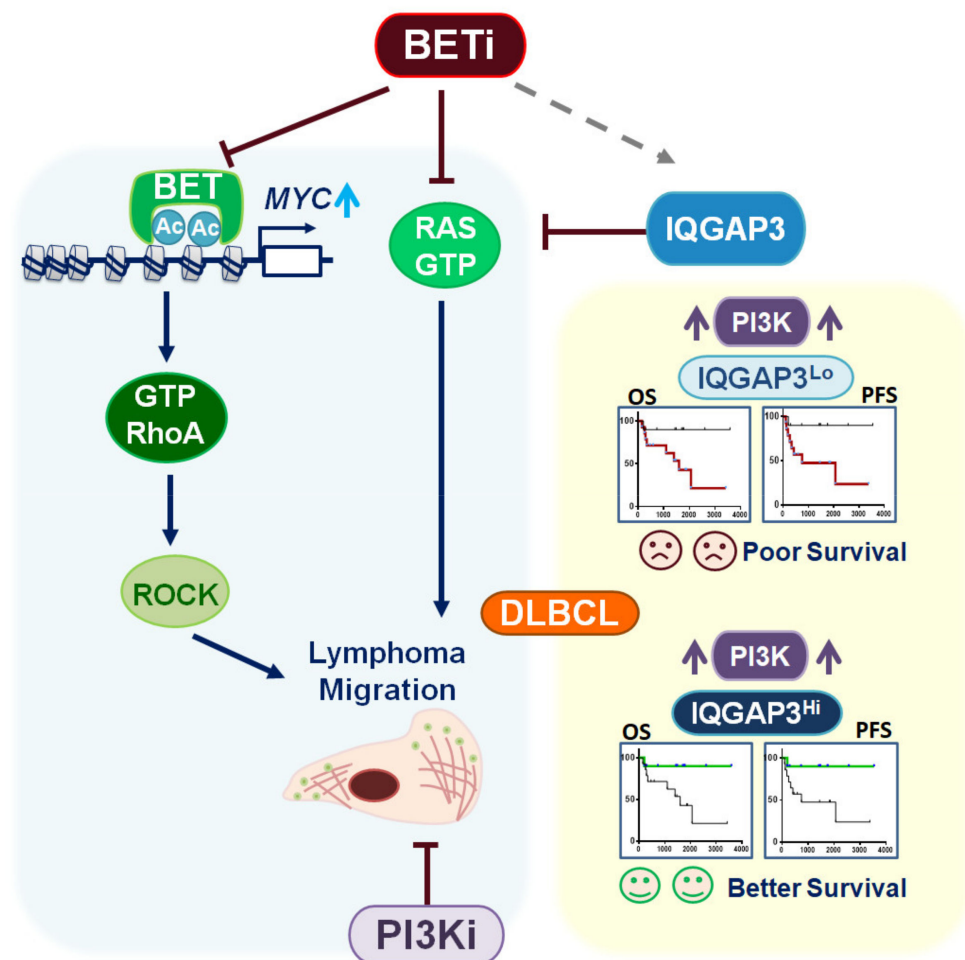 BETi
BET
Ac Ac
MYC
RAS
GTP
IQGAP3
GTP
RhoA
ROCK
Lymphoma
Migration
PI3Ki
DLBCL
PI3K
IQGAP3Lo
OS
PFS
100
50
0 1000 2000 3000 4000
100
50
0 1000 2000 3000 4000
Poor Survival
PI3K
IQGAP3Hi
OS
PFS
100
50
0 1000 2000 3000 4000
100
50
0 1000 2000 3000 4000
Better Survival